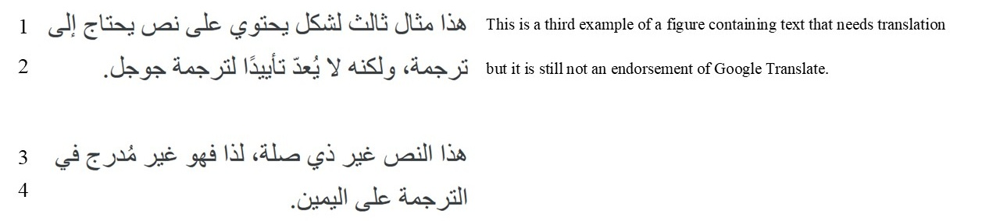 1 هذا مثال ثالث لشكل يحتوي على نص يحتاج إلى This is a third example of a figure containing text that needs translation
2 ترجمة، ولكنه لا يُعدّ تأييدًا لترجمة جوجل. but it is still not an endorsement of Google Translate.
3 هذا النص غير ذي صلة، لذا فهو غير مُدرج في
4 الترجمة على اليمين.